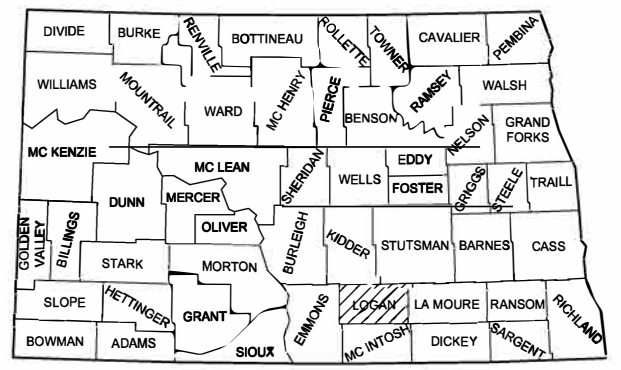 DIVIDE
BURKE
RENVILLE
BOTTINEAU
ROLLETTE
TOWNER
CAVALIER
PEMBINA
WILLIAMS
MOUNTRAIL
WARD
MC HENRY
PIERCE
BENSON
RAMSEY
WALSH
NELSON
GRAND
FORKS
MC KENZIE
MC LEAN
SHERIDAN
WELLS
EDDY
FOSTER
GRIGGS
STEELE
TRAILL
DUNN
MERCER
OLIVER
GOLDEN
VALLEY
BILLINGS
STARK
MORTON
BURLEIGH
KIDDER
STUTSMAN
BARNES
CASS
SLOPE
HETTINGER
GRANT
EMMONS
LOGAN
LA MOURE
RANSOM
RICHLAND
BOWMAN
ADAMS
SIOUX
MC INTOSH
DICKEY
SARGENT